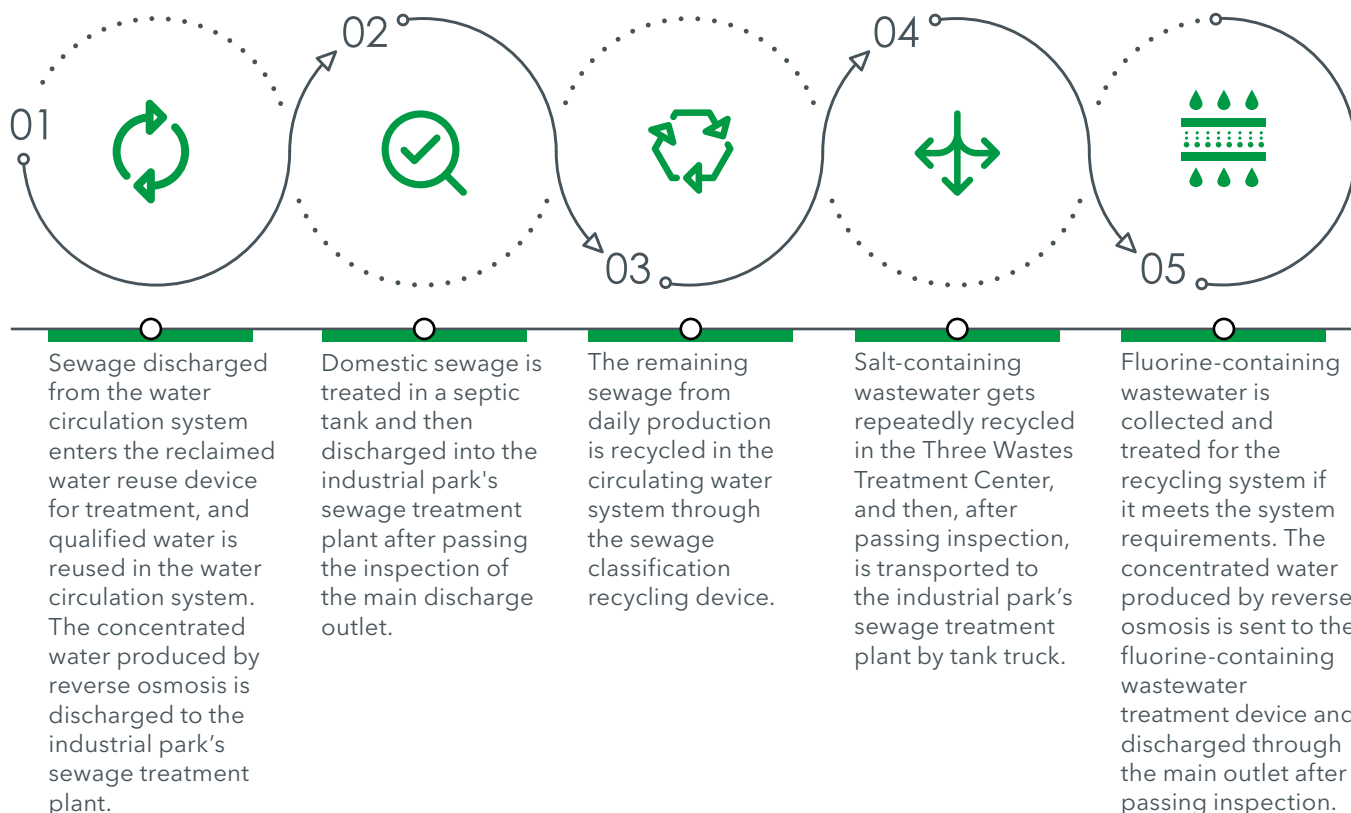 01
02
03
04
05
Sewage discharged
from the water
circulation system
enters the reclaimed
water reuse device
for treatment, and
qualified water is
reused in the water
circulation system.
The concentrated
water produced by
reverse osmosis is
discharged to the
industrial park’s
sewage treatment
plant.
Domestic sewage is
treated in a septic
tank and then
discharged into the
industrial park's
sewage treatment
plant after passing
the inspection of
the main discharge
outlet.
The remaining
sewage from
daily production
is recycled in the
circulating water
system through
the sewage
classification
recycling device.
Salt-containing
wastewater gets
repeatedly recycled
in the Three Wastes
Treatment Center,
and then, after
passing inspection,
is transported to
the industrial park’s
sewage treatment
plant by tank truck.
Fluorine-containing
wastewater is
collected and
treated for the
recycling system if
it meets the system
requirements. The
concentrated water
produced by reverse
osmosis is sent to the
fluorine-containing
wastewater
treatment device and
discharged through
the main outlet after
passing inspection.